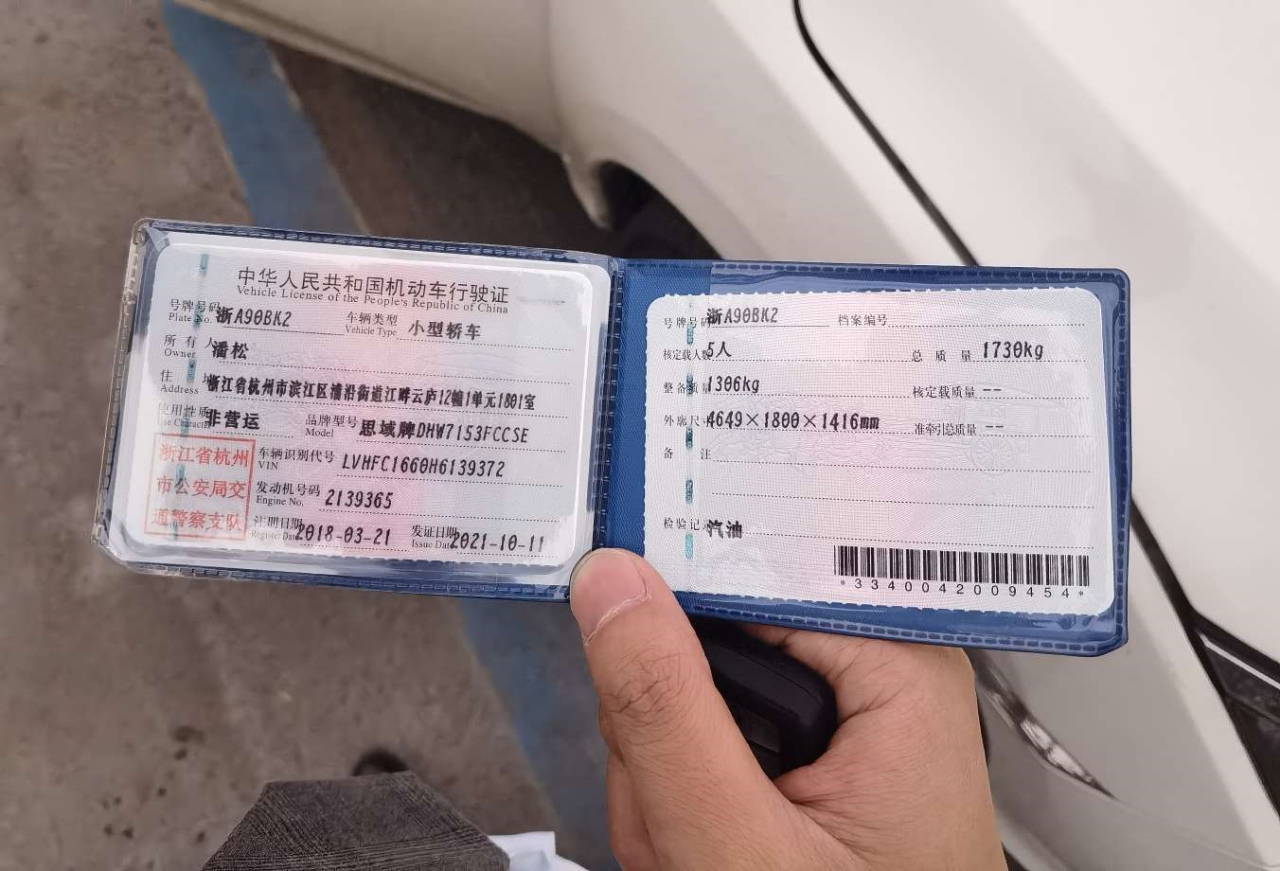 中华人民共和国机动车行驶证
Vehicle License of the People's Republic of China
号牌号码 浙A90BK2 车辆类型 小型轿车
Plate No. Vehicle Type
所有人 潘松
Owner
住 址 浙江省杭州市滨江区浦沿街道江畔云庐12幢1单元1801室
Address
使用性质 非营运 品牌型号 思域牌DHW7153FCCSE
Use Character Model
浙江省杭州
市公安局交
通警察支队
车辆识别代号 LVHFC1660H6139372
VIN
发动机号码 2139365
Engine No.
注册日期 2018-03-21 发证日期 2021-10-11
Register Date Issue Date
号牌号码 浙A90BK2 档案编号
核定载人数 5人 总质量 1730kg
整备质量 1306kg 核定载质量 --
外廓尺寸 4649×1800×1416mm 准牵引总质量 --
备 注
检验记录 汽油
*3340042009454*